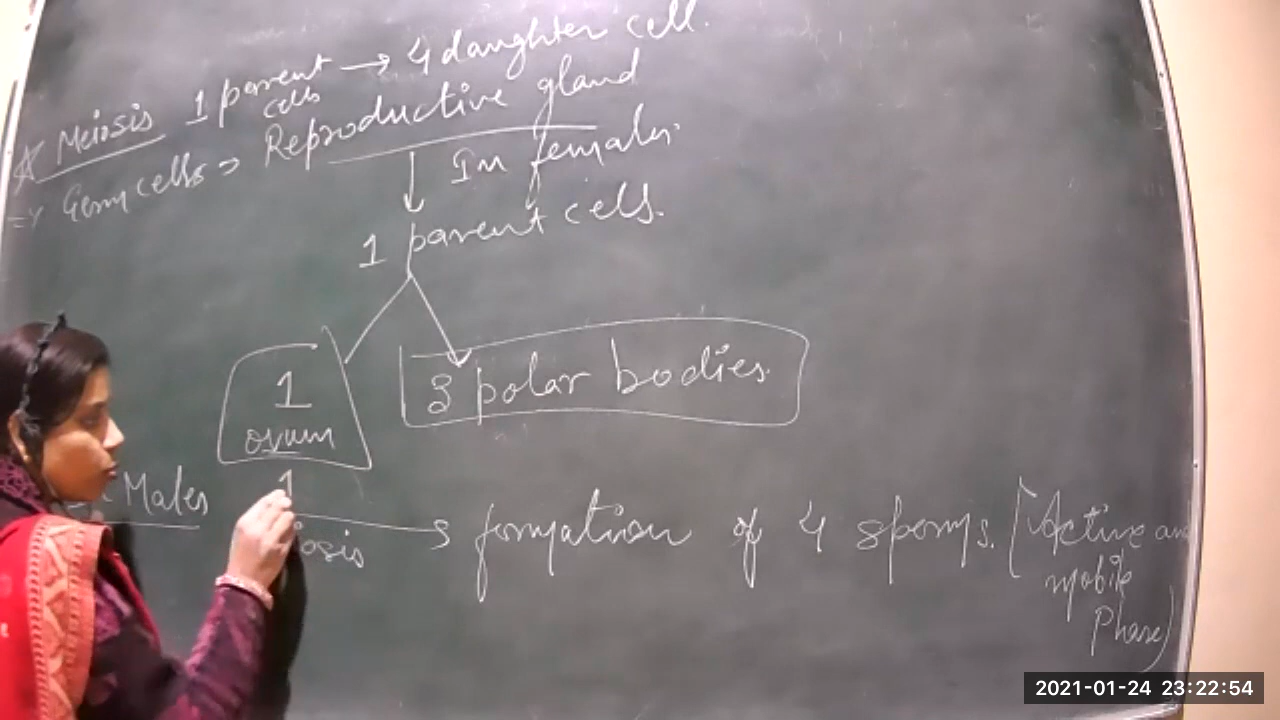 * Meiosis 1 parent cells → 4 daughter cell.
=> Germ cells => Reproductive gland
In females.
1 parent cells.
1 ovum
3 polar bodies.
Males 1
osis → formation of 4 sperms. [Active and mobile Phase)
2021-01-24 23:22:54